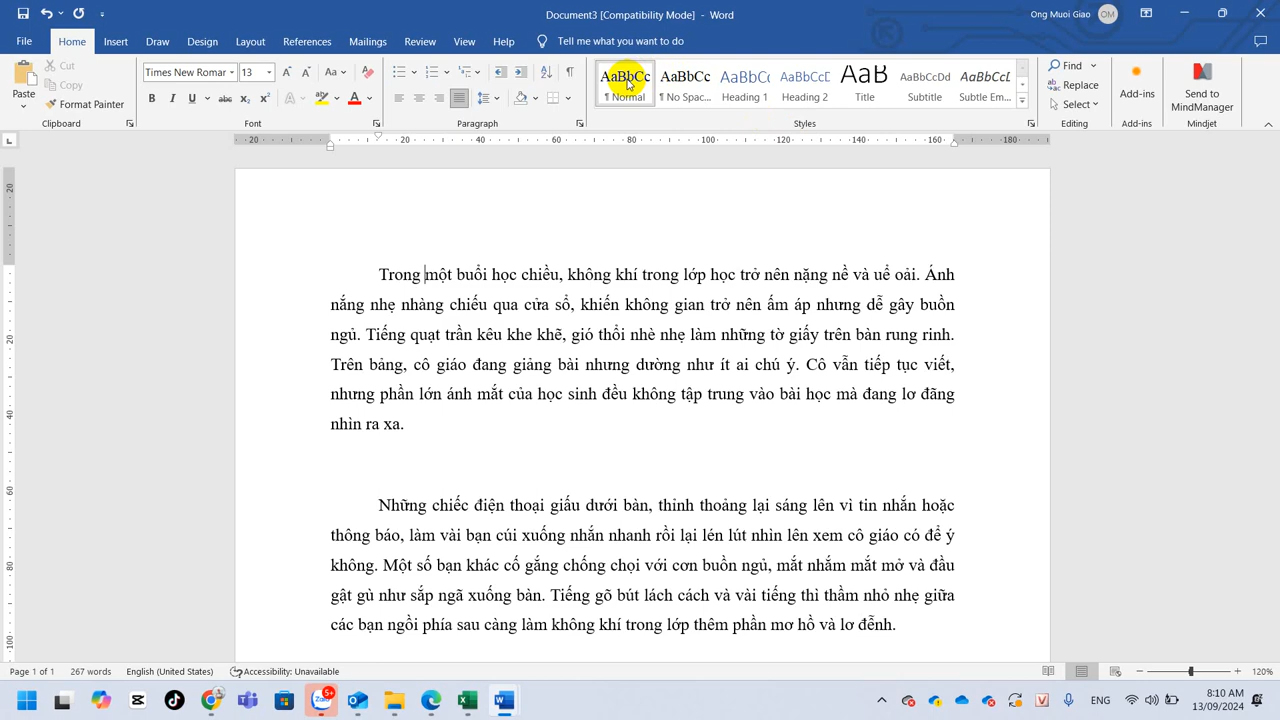 Document3 [Compatibility Mode] - Word
Ong Muoi Giao OM
File Home Insert Draw Design Layout References Mailings Review View Help Tell me what you want to do
Paste
Cut
Copy
Format Painter
Clipboard
Times New Romar 13
Font
Paragraph
AaBbCc ¶ Normal
AaBbCc ¶ No Spac...
AaBbCc Heading 1
AaBbCcD Heading 2
AaB Title
AaBbCcDd Subtitle
AaBbCcL Subtle Em...
Styles
Find
Replace
Select
Editing
Add-ins
Add-ins
Send to MindManager
Mindjet
20 20 40 60 80 100 120 140 160 180
Trong một buổi học chiều, không khí trong lớp học trở nên nặng nề và uể oải. Ánh
nắng nhẹ nhàng chiếu qua cửa sổ, khiến không gian trở nên ấm áp nhưng dễ gây buồn
ngủ. Tiếng quạt trần kêu khe khẽ, gió thổi nhè nhẹ làm những tờ giấy trên bàn rung rinh.
Trên bảng, cô giáo đang giảng bài nhưng dường như ít ai chú ý. Cô vẫn tiếp tục viết,
nhưng phần lớn ánh mắt của học sinh đều không tập trung vào bài học mà đang lơ đãng
nhìn ra xa.
Những chiếc điện thoại giấu dưới bàn, thỉnh thoảng lại sáng lên vì tin nhắn hoặc
thông báo, làm vài bạn cúi xuống nhắn nhanh rồi lại lén lút nhìn lên xem cô giáo có để ý
không. Một số bạn khác cố gắng chống chọi với cơn buồn ngủ, mắt nhắm mắt mở và đầu
gật gù như sắp ngã xuống bàn. Tiếng gõ bút lách cách và vài tiếng thì thầm nhỏ nhẹ giữa
các bạn ngồi phía sau càng làm không khí trong lớp thêm phần mơ hồ và lơ đễnh.
Page 1 of 1 267 words English (United States) Accessibility: Unavailable 120%
Zalo 5+
ENG
8:10 AM
13/09/2024